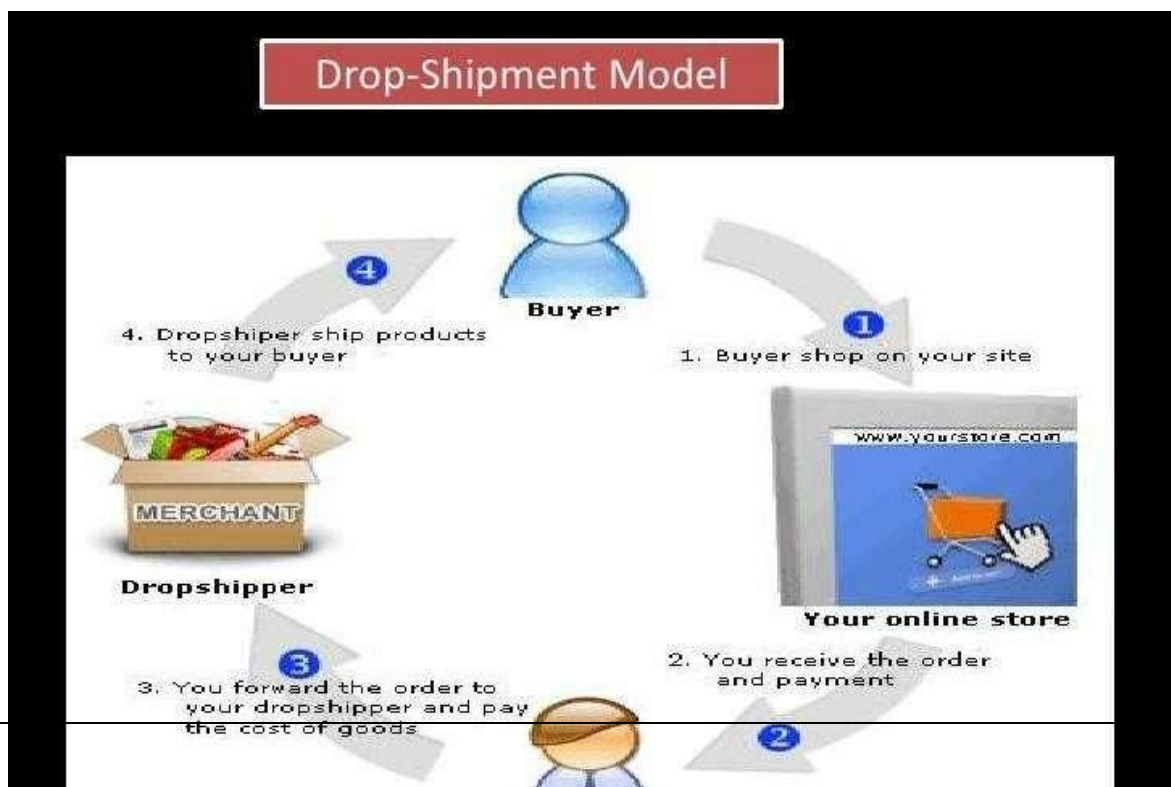 Drop-Shipment Model
4
Buyer
1
4. Dropshiper ship products
to your buyer
1. Buyer shop on your site
www.yourstore.com
MERCHANT
Dropshipper
Your online store
3
2. You receive the order
and payment
3. You forward the order to
your dropshipper and pay
the cost of goods
2